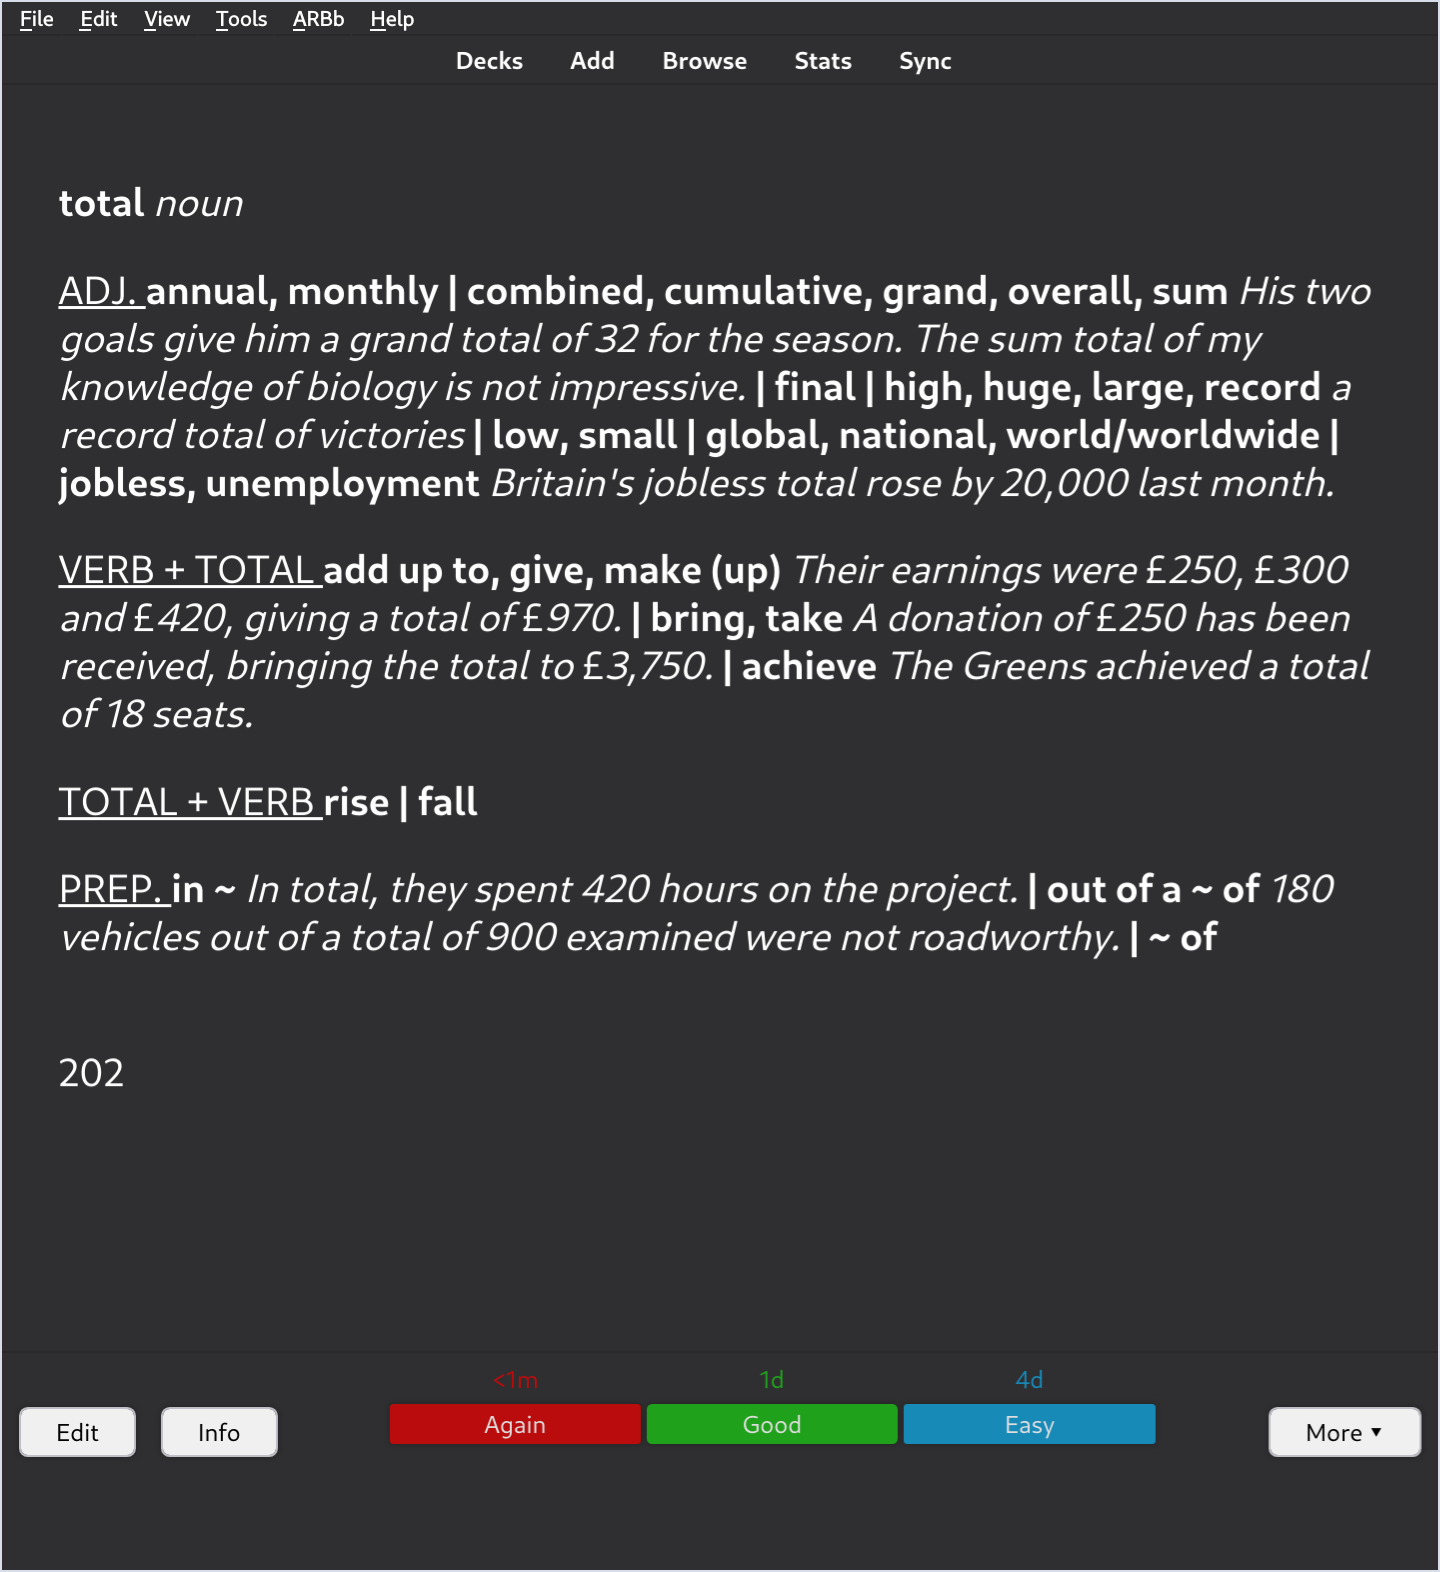 File Edit View Tools ARBb Help
Decks Add Browse Stats Sync
total noun
ADJ. annual, monthly | combined, cumulative, grand, overall, sum His two
goals give him a grand total of 32 for the season. The sum total of my
knowledge of biology is not impressive. | final | high, huge, large, record a
record total of victories | low, small | global, national, world/worldwide |
jobless, unemployment Britain's jobless total rose by 20,000 last month.
VERB + TOTAL add up to, give, make (up) Their earnings were £250, £300
and £420, giving a total of £970. | bring, take A donation of £250 has been
received, bringing the total to £3,750. | achieve The Greens achieved a total
of 18 seats.
TOTAL + VERB rise | fall
PREP. in ~ In total, they spent 420 hours on the project. | out of a ~ of 180
vehicles out of a total of 900 examined were not roadworthy. | ~ of
202
<1m 1d 4d
Edit Info Again Good Easy More ▼